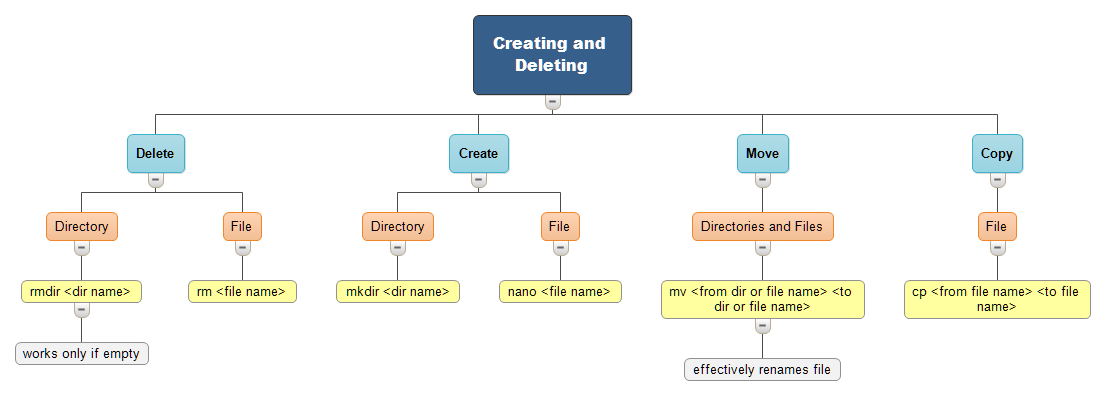 Creating and
Deleting
Delete
Create
Move
Copy
Directory
File
Directory
File
Directories and Files
File
rmdir <dir name>
rm <file name>
mkdir <dir name>
nano <file name>
mv <from dir or file name> <to
dir or file name>
cp <from file name> <to file
name>
works only if empty
effectively renames file